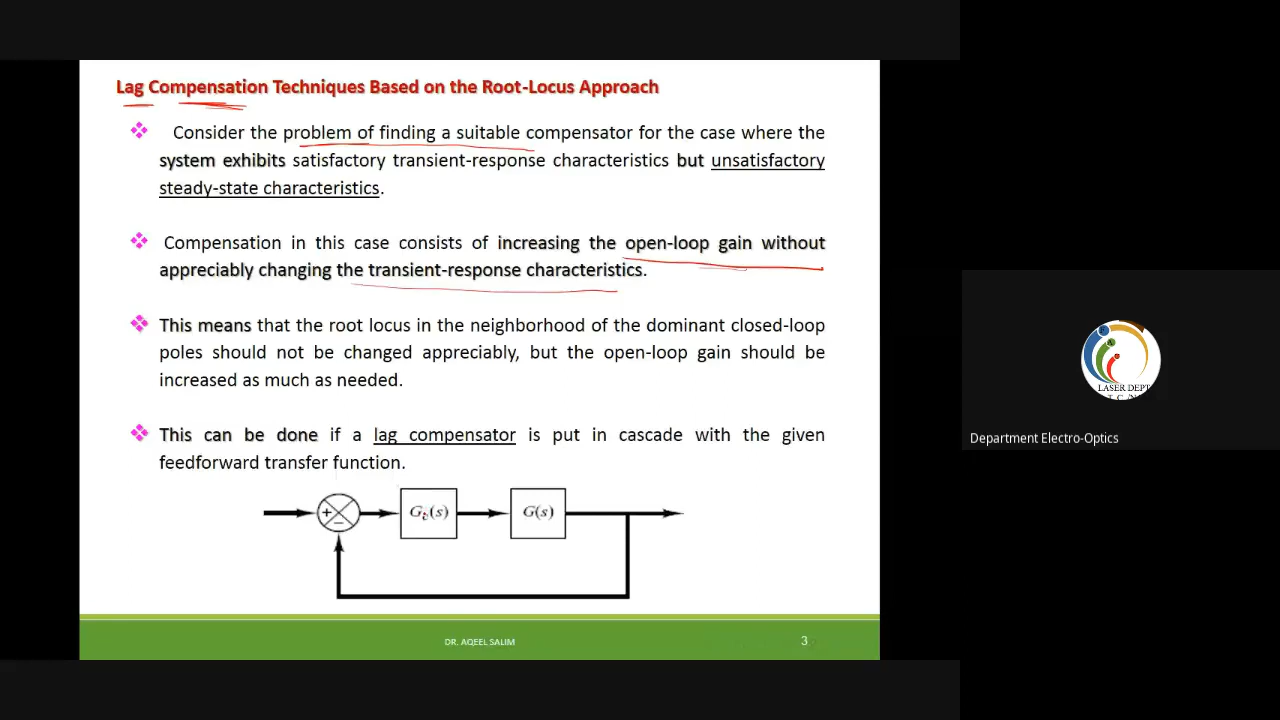 Lag Compensation Techniques Based on the Root-Locus Approach
Consider the problem of finding a suitable compensator for the case where the
system exhibits satisfactory transient-response characteristics but unsatisfactory
steady-state characteristics.
Compensation in this case consists of increasing the open-loop gain without
appreciably changing the transient-response characteristics.
This means that the root locus in the neighborhood of the dominant closed-loop
poles should not be changed appreciably, but the open-loop gain should be
increased as much as needed.
This can be done if a lag compensator is put in cascade with the given
feedforward transfer function.
+
−
Gc(s)
G(s)
DR. AQEEL SALIM
3
LASER DEPT
Department Electro-Optics